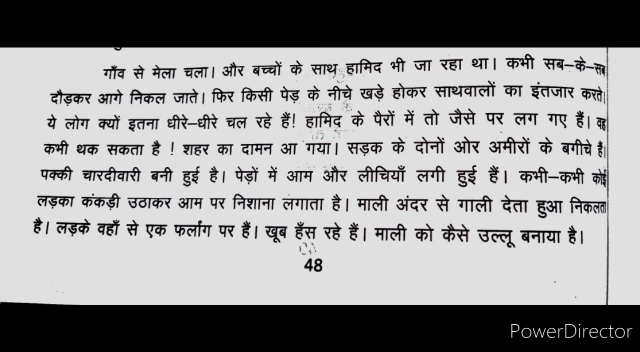 गाँव से मेला चला। और बच्चों के साथ हामिद भी जा रहा था। कभी सब-के-सब
दौड़कर आगे निकल जाते। फिर किसी पेड़ के नीचे खड़े होकर साथवालों का इंतजार करते।
ये लोग क्यों इतना धीरे-धीरे चल रहे हैं! हामिद के पैरों में तो जैसे पर लग गए हैं। वह
कभी थक सकता है ! शहर का दामन आ गया। सड़क के दोनों ओर अमीरों के बगीचे हैं।
पक्की चारदीवारी बनी हुई है। पेड़ों में आम और लीचियाँ लगी हुई हैं। कभी-कभी कोई
लड़का कंकड़ी उठाकर आम पर निशाना लगाता है। माली अंदर से गाली देता हुआ निकलता
है। लड़के वहाँ से एक फर्लांग पर हैं। खूब हँस रहे हैं। माली को कैसे उल्लू बनाया है।
48
PowerDirector